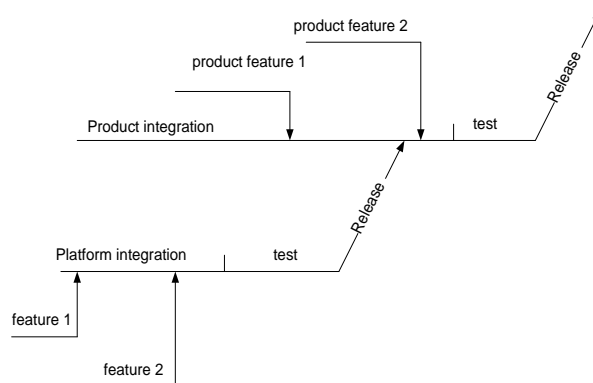 product feature 2
product feature 1
Release
Product integration
test
Release
Platform integration
test
feature 1
feature 2